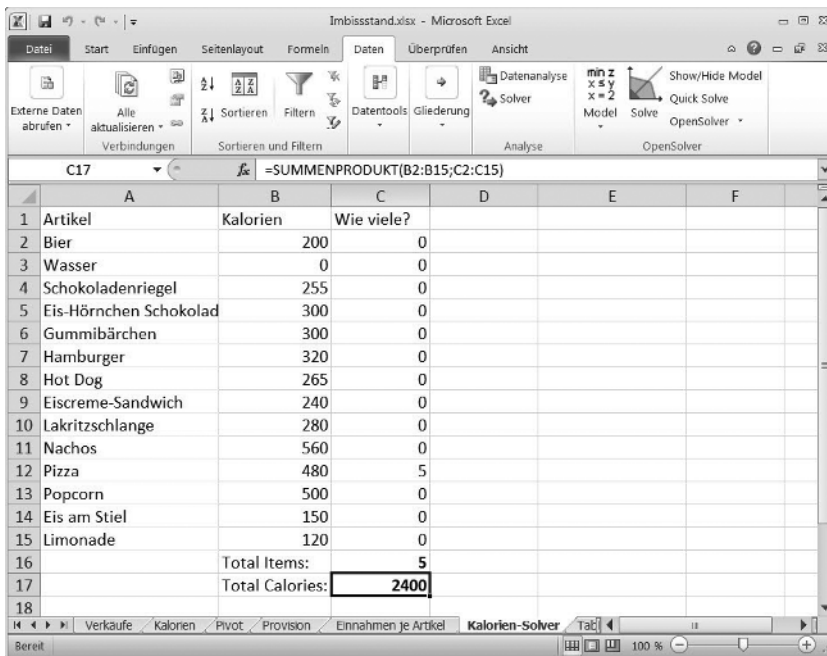 Imbissstand.xlsx - Microsoft Excel
Datei Start Einfügen Seitenlayout Formeln Daten Überprüfen Ansicht
Externe Daten abrufen
Alle aktualisieren
Verbindungen
Sortieren
Filtern
Sortieren und Filtern
Datentools
Gliederung
Datenanalyse
Solver
Analyse
min z
x ≤ y
x = 2
Model
Solve
Show/Hide Model
Quick Solve
OpenSolver
OpenSolver
C17 fx =SUMMENPRODUKT(B2:B15;C2:C15)
A B C D E F
1 Artikel Kalorien Wie viele?
2 Bier 200 0
3 Wasser 0 0
4 Schokoladenriegel 255 0
5 Eis-Hörnchen Schokolad 300 0
6 Gummibärchen 300 0
7 Hamburger 320 0
8 Hot Dog 265 0
9 Eiscreme-Sandwich 240 0
10 Lakritzschlange 280 0
11 Nachos 560 0
12 Pizza 480 5
13 Popcorn 500 0
14 Eis am Stiel 150 0
15 Limonade 120 0
16 Total Items: 5
17 Total Calories: 2400
18
Verkäufe Kalorien Pivot Provision Einnahmen je Artikel Kalorien-Solver Tab
Bereit 100 %